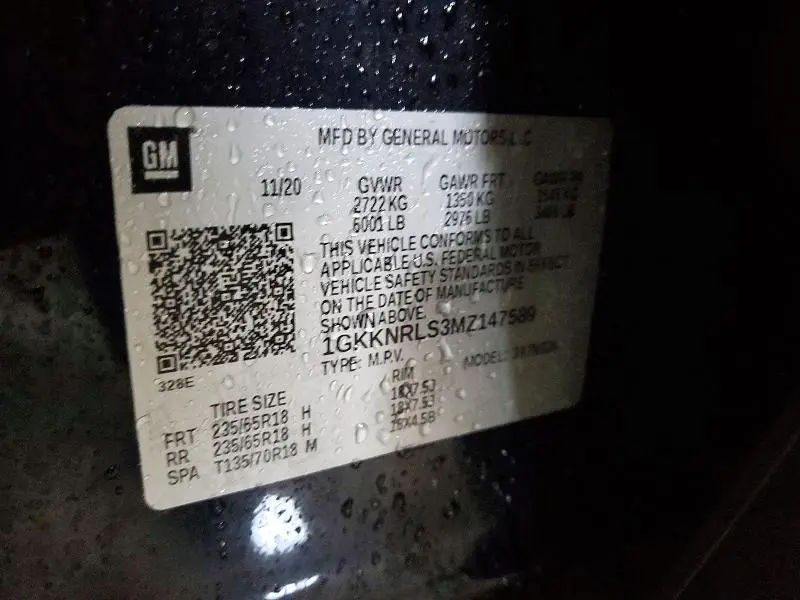 GM
MFD BY GENERAL MOTORS LLC
11/20 GVWR GAWR FRT GAWR RR
2722 KG 1350 KG
6001 LB 2976 LB
THIS VEHICLE CONFORMS TO ALL
APPLICABLE U.S. FEDERAL MOTOR
VEHICLE SAFETY STANDARDS IN EFFECT
ON THE DATE OF MANUFACTURE
SHOWN ABOVE.
1GKKNRLS3MZ147589
TYPE: M.P.V. MODEL:
328E
TIRE SIZE RIM
FRT 235/65R18 H 18X7.5J
RR 235/65R18 H 18X7.5J
SPA T135/70R18 M 18X4.5B